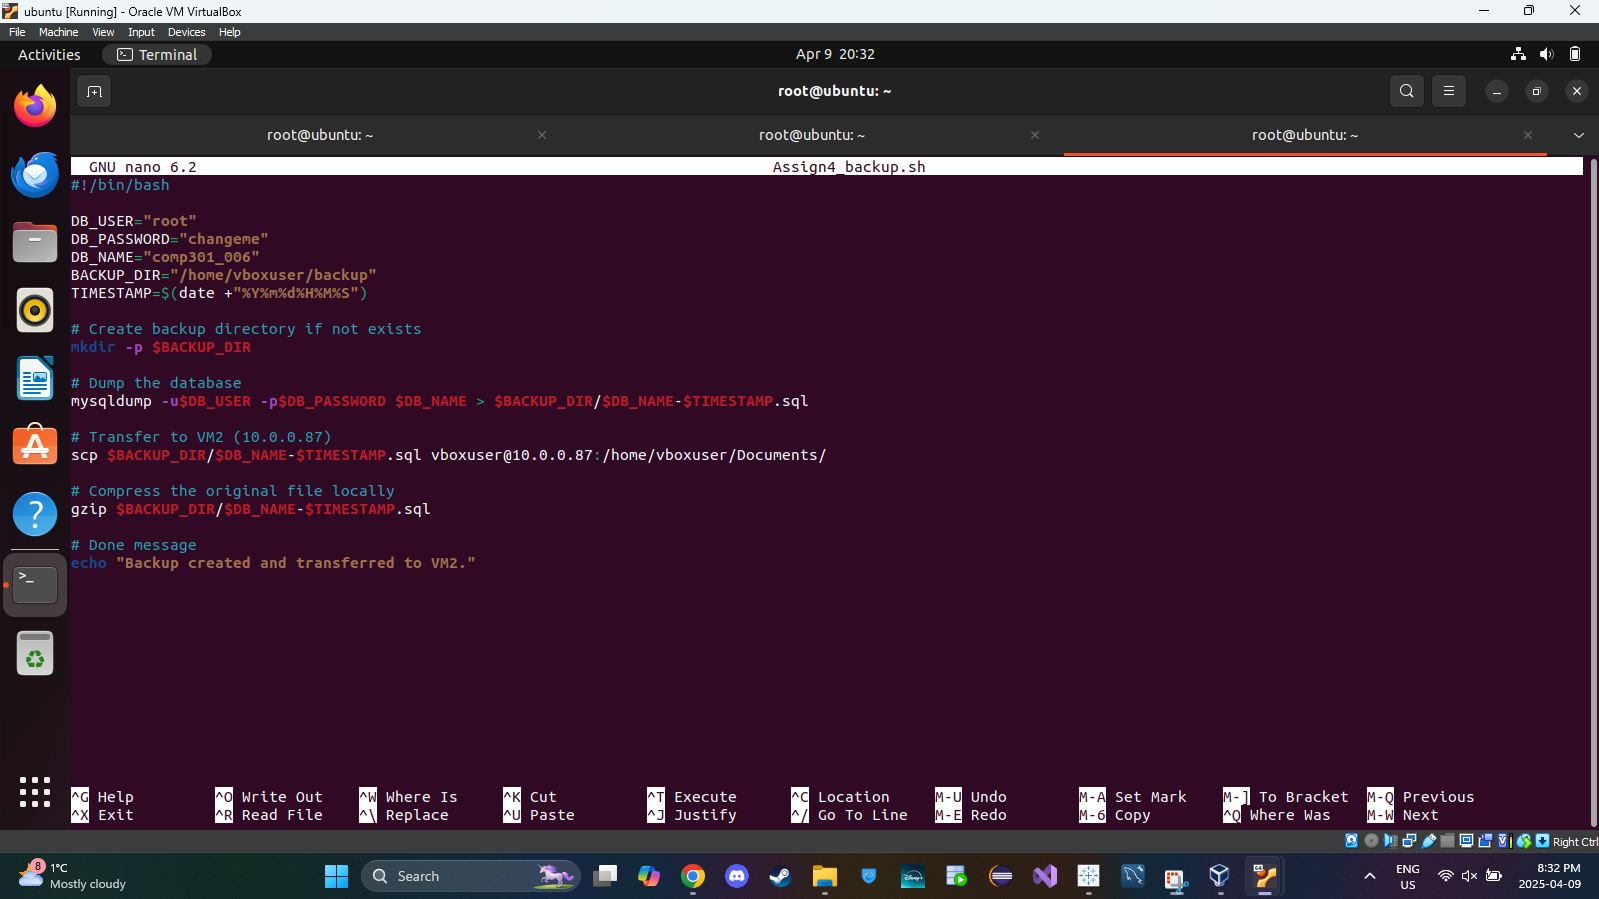 ubuntu [Running] - Oracle VM VirtualBox
File Machine View Input Devices Help
Activities Terminal Apr 9 20:32
root@ubuntu: ~
root@ubuntu: ~ root@ubuntu: ~ root@ubuntu: ~
GNU nano 6.2 Assign4_backup.sh
#!/bin/bash
DB_USER="root"
DB_PASSWORD="changeme"
DB_NAME="comp301_006"
BACKUP_DIR="/home/vboxuser/backup"
TIMESTAMP=$(date +"%Y%m%d%H%M%S")
# Create backup directory if not exists
mkdir -p $BACKUP_DIR
# Dump the database
mysqldump -u$DB_USER -p$DB_PASSWORD $DB_NAME > $BACKUP_DIR/$DB_NAME-$TIMESTAMP.sql
# Transfer to VM2 (10.0.0.87)
scp $BACKUP_DIR/$DB_NAME-$TIMESTAMP.sql vboxuser@10.0.0.87:/home/vboxuser/Documents/
# Compress the original file locally
gzip $BACKUP_DIR/$DB_NAME-$TIMESTAMP.sql
# Done message
echo "Backup created and transferred to VM2."
^G Help ^O Write Out ^W Where Is ^K Cut ^T Execute ^C Location M-U Undo M-A Set Mark M-] To Bracket M-Q Previous
^X Exit ^R Read File ^\ Replace ^U Paste ^J Justify ^/ Go To Line M-E Redo M-6 Copy ^Q Where Was M-W Next
Right Ctrl
8 1°C
Mostly cloudy
Search
ENG
US
8:32 PM
2025-04-09